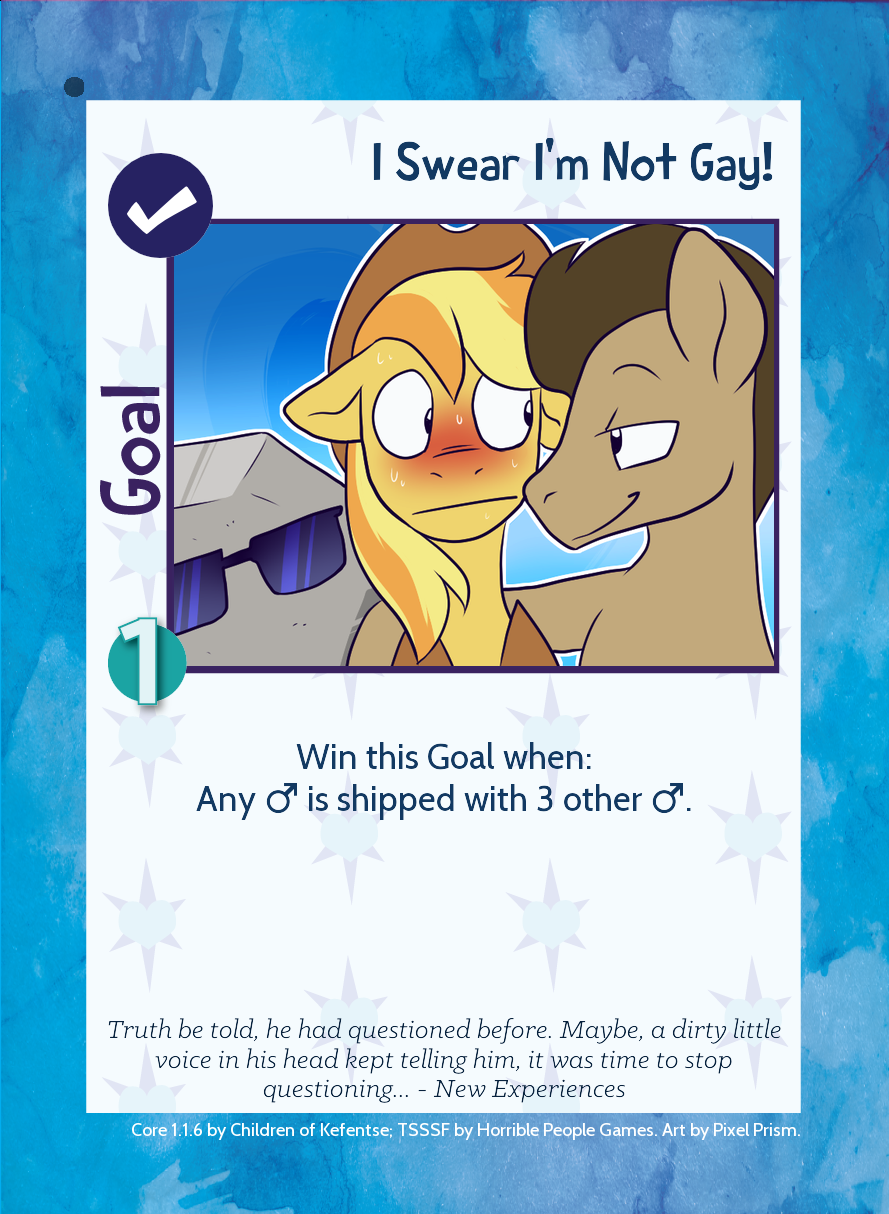 I Swear I'm Not Gay!
Goal
1
Win this Goal when:
Any ♂ is shipped with 3 other ♂.
Truth be told, he had questioned before. Maybe, a dirty little
voice in his head kept telling him, it was time to stop
questioning... - New Experiences
Core 1.1.6 by Children of Kefentse; TSSSF by Horrible People Games. Art by Pixel Prism.